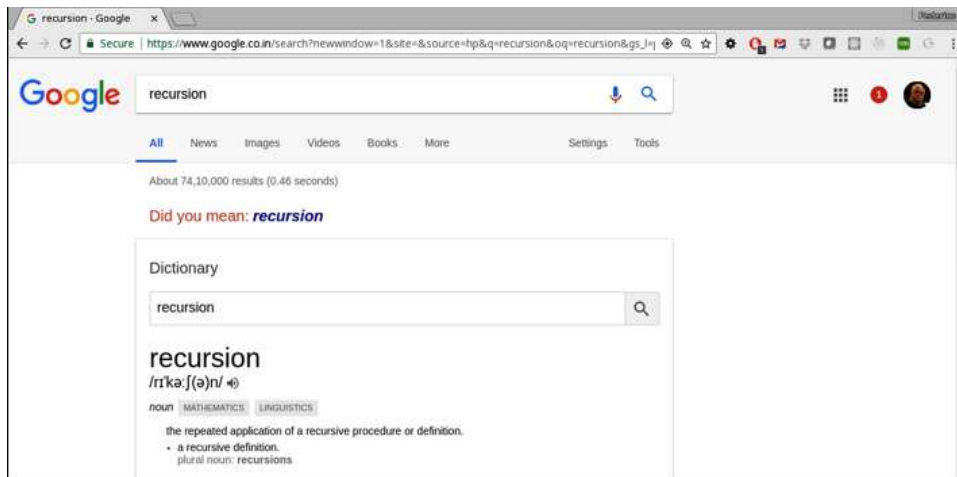 recursion - Google
Secure https://www.google.co.in/search?newwindow=1&site=&source=hp&q=recursion&oq=recursion&gs_l=
Google recursion 1
All News Images Videos Books More Settings Tools
About 74,10,000 results (0.46 seconds)
Did you mean: recursion
Dictionary
recursion
recursion
/rɪˈkəːʃ(ə)n/
noun MATHEMATICS LINGUISTICS
the repeated application of a recursive procedure or definition.
• a recursive definition.
plural noun: recursions